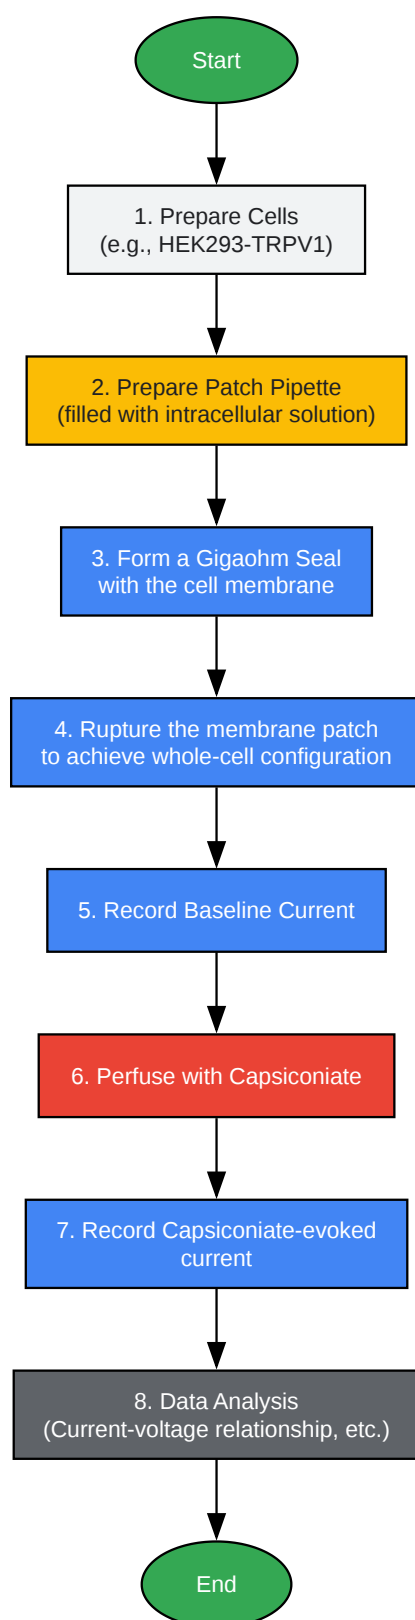 Start
1. Prepare Cells
(e.g., HEK293-TRPV1)
2. Prepare Patch Pipette
(filled with intracellular solution)
3. Form a Gigaohm Seal
with the cell membrane
4. Rupture the membrane patch
to achieve whole-cell configuration
5. Record Baseline Current
6. Perfuse with Capsiconiate
7. Record Capsiconiate-evoked
current
8. Data Analysis
(Current-voltage relationship, etc.)
End